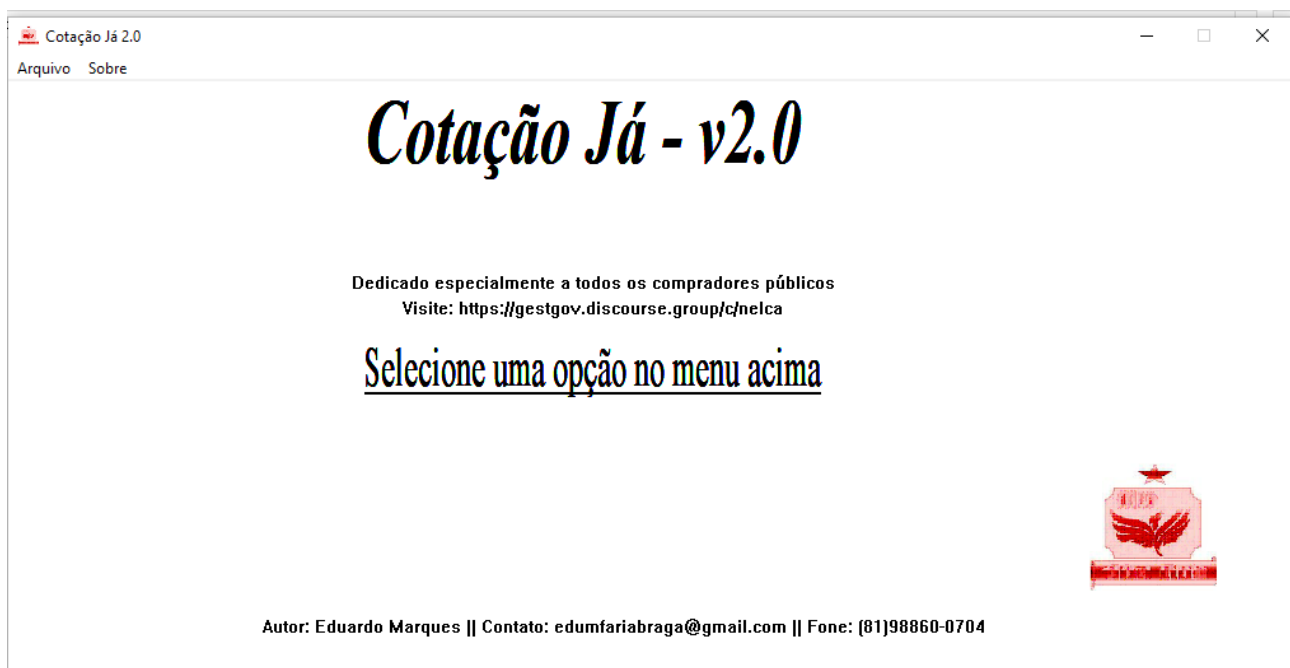 Cotação Já 2.0
Arquivo Sobre
Cotação Já - v2.0
Dedicado especialmente a todos os compradores públicos
Visite: https://gestgov.discourse.group/c/nelca
Selecione uma opção no menu acima
Autor: Eduardo Marques || Contato: edumfariabraga@gmail.com || Fone: (81)98860-0704